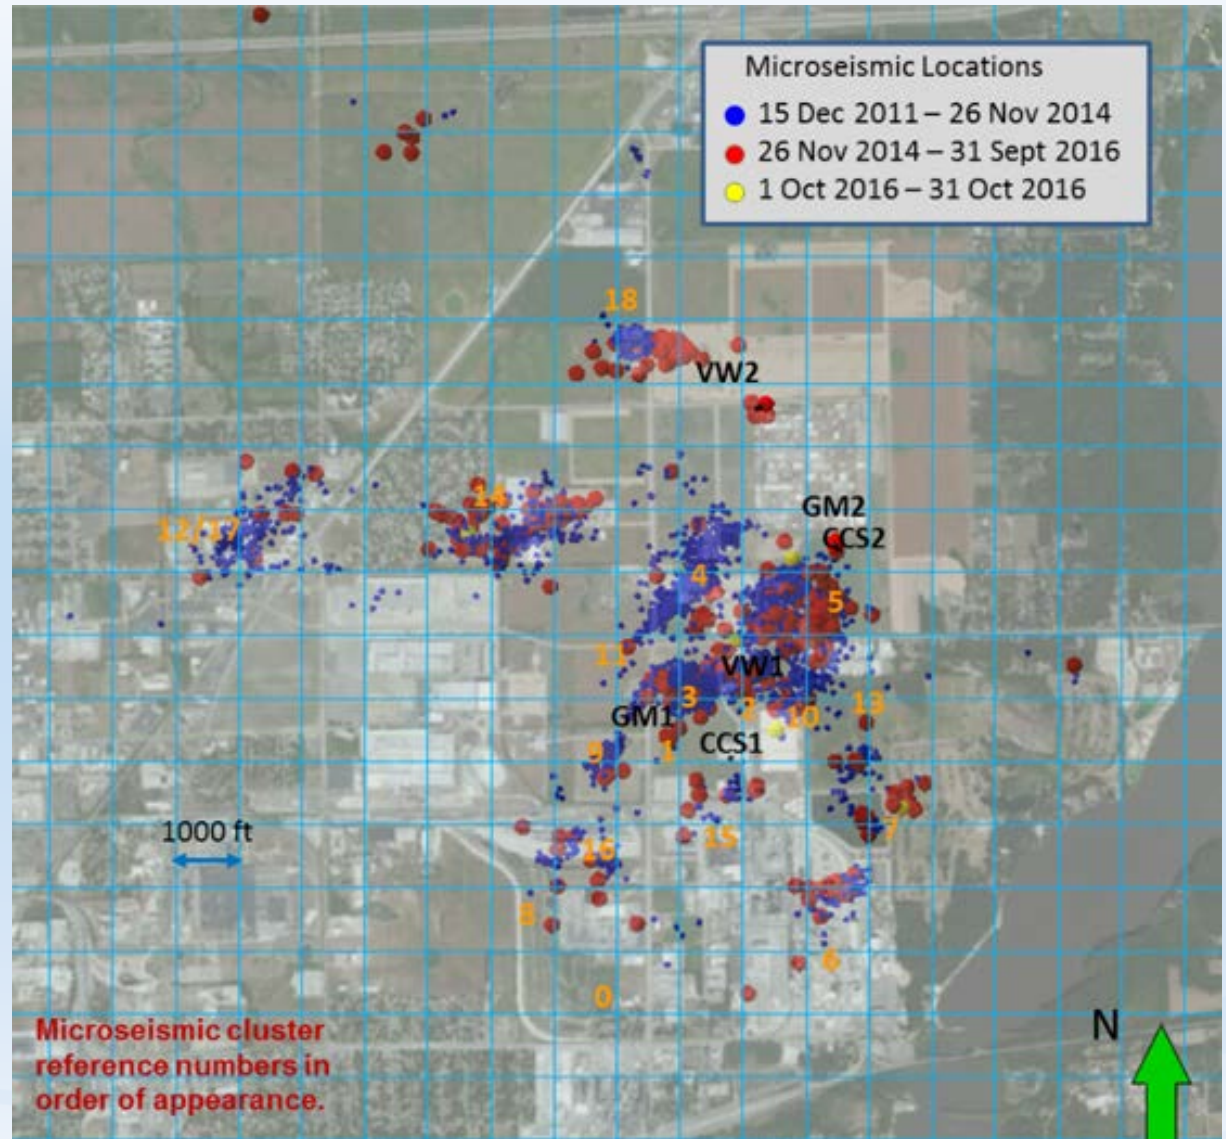 Microseismic Locations
15 Dec 2011 – 26 Nov 2014
26 Nov 2014 – 31 Sept 2016
1 Oct 2016 – 31 Oct 2016
18
VW2
14
12/17
GM2
CCS2
4
5
11
VW1
3
2
10
13
GM1
1
CCS1
9
1000 ft
15
7
16
8
6
0
N
Microseismic cluster
reference numbers in
order of appearance.